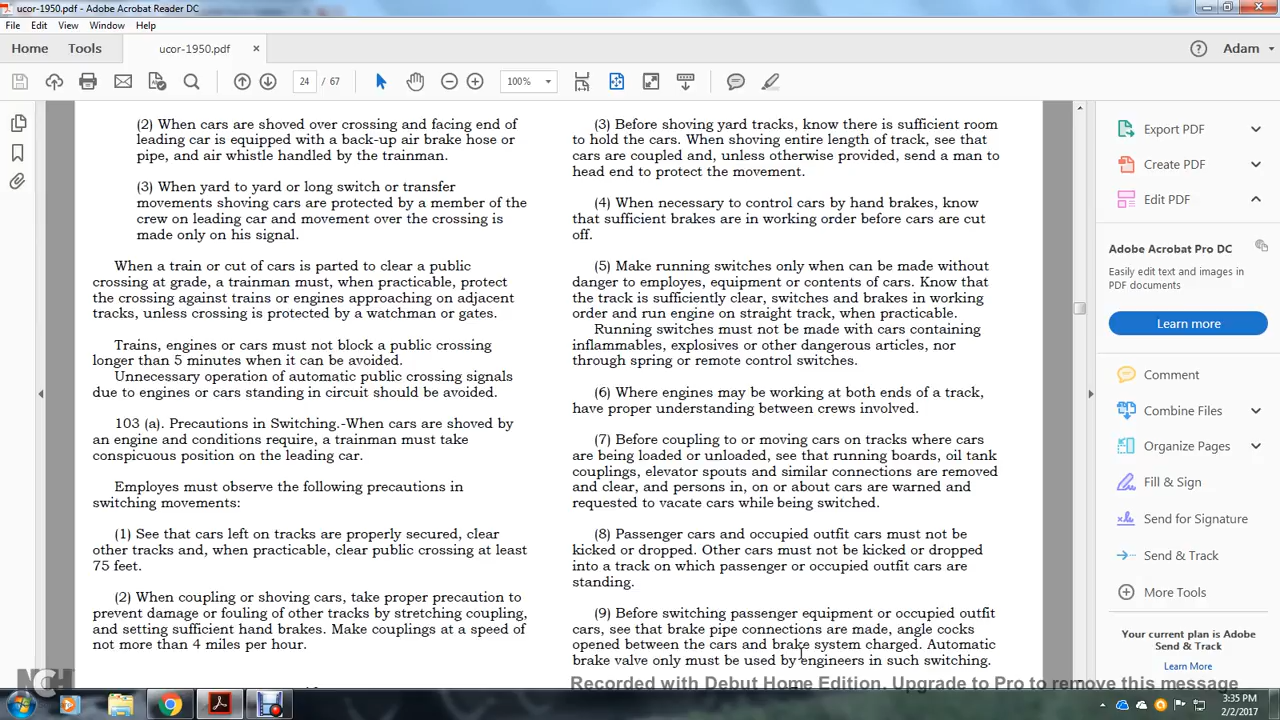 ucor-1950.pdf - Adobe Acrobat Reader DC
File Edit View Window Help
Home Tools ucor-1950.pdf × Adam
24 / 67 100%
(2) When cars are shoved over crossing and facing end of
leading car is equipped with a back-up air brake hose or
pipe, and air whistle handled by the trainman.
(3) When yard to yard or long switch or transfer
movements shoving cars are protected by a member of the
crew on leading car and movement over the crossing is
made only on his signal.
When a train or cut of cars is parted to clear a public
crossing at grade, a trainman must, when practicable, protect
the crossing against trains or engines approaching on adjacent
tracks, unless crossing is protected by a watchman or gates.
Trains, engines or cars must not block a public crossing
longer than 5 minutes when it can be avoided.
Unnecessary operation of automatic public crossing signals
due to engines or cars standing in circuit should be avoided.
103 (a). Precautions in Switching.-When cars are shoved by
an engine and conditions require, a trainman must take
conspicuous position on the leading car.
Employes must observe the following precautions in
switching movements:
(1) See that cars left on tracks are properly secured, clear
other tracks and, when practicable, clear public crossing at least
75 feet.
(2) When coupling or shoving cars, take proper precaution to
prevent damage or fouling of other tracks by stretching coupling,
and setting sufficient hand brakes. Make couplings at a speed of
not more than 4 miles per hour.
(3) Before shoving yard tracks, know there is sufficient room
to hold the cars. When shoving entire length of track, see that
cars are coupled and, unless otherwise provided, send a man to
head end to protect the movement.
(4) When necessary to control cars by hand brakes, know
that sufficient brakes are in working order before cars are cut
off.
(5) Make running switches only when can be made without
danger to employes, equipment or contents of cars. Know that
the track is sufficiently clear, switches and brakes in working
order and run engine on straight track, when practicable.
Running switches must not be made with cars containing
inflammables, explosives or other dangerous articles, nor
through spring or remote control switches.
(6) Where engines may be working at both ends of a track,
have proper understanding between crews involved.
(7) Before coupling to or moving cars on tracks where cars
are being loaded or unloaded, see that running boards, oil tank
couplings, elevator spouts and similar connections are removed
and clear, and persons in, on or about cars are warned and
requested to vacate cars while being switched.
(8) Passenger cars and occupied outfit cars must not be
kicked or dropped. Other cars must not be kicked or dropped
into a track on which passenger or occupied outfit cars are
standing.
(9) Before switching passenger equipment or occupied outfit
cars, see that brake pipe connections are made, angle cocks
opened between the cars and brake system charged. Automatic
brake valve only must be used by engineers in such switching.
Export PDF
Create PDF
Edit PDF
Adobe Acrobat Pro DC
Easily edit text and images in
PDF documents
Learn more
Comment
Combine Files
Organize Pages
Fill & Sign
Send for Signature
Send & Track
More Tools
Your current plan is Adobe
Send & Track
Learn More
NCH
Recorded with Debut Home Edition. Upgrade to Pro to remove this message
3:35 PM
2/2/2017